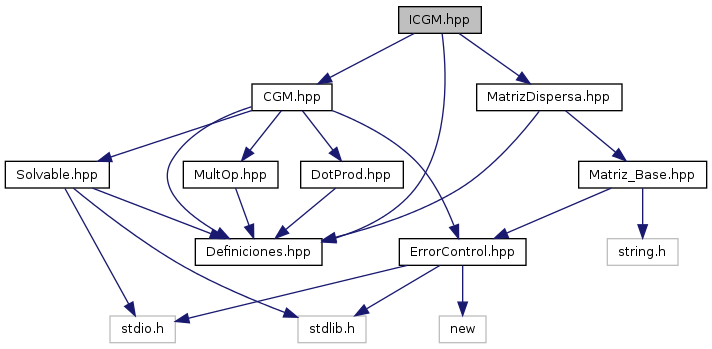 ICGM.hpp
CGM.hpp
MatrizDispersa.hpp
Solvable.hpp
MultOp.hpp
DotProd.hpp
Matriz_Base.hpp
Definiciones.hpp
ErrorControl.hpp
string.h
stdio.h
stdlib.h
new